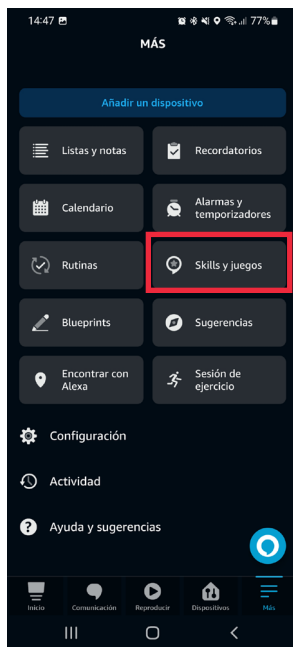 14:47 77%
MÁS
Añadir un dispositivo
Listas y notas
Recordatorios
Calendario
Alarmas y
temporizadores
Rutinas
Skills y juegos
Blueprints
Sugerencias
Encontrar con
Alexa
Sesión de
ejercicio
Configuración
Actividad
Ayuda y sugerencias
Inicio
Comunicación
Reproducir
Dispositivos
Más